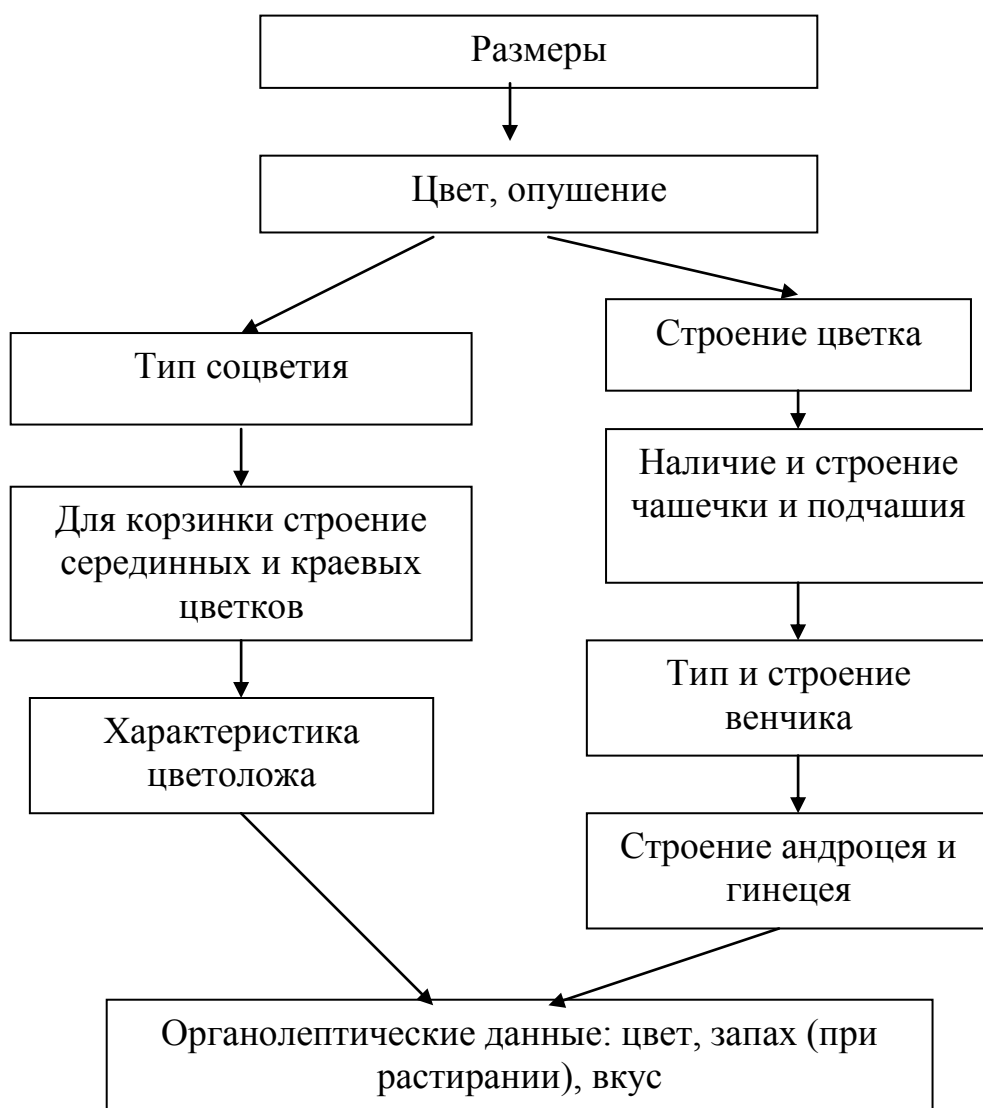 Размеры
Цвет, опушение
Тип соцветия
Для корзинки строение
серединных и краевых
цветков
Характеристика
цветоложа
Строение цветка
Наличие и строение
чашечки и подчашия
Тип и строение
венчика
Строение андроцея и
гинецея
Органолептические данные: цвет, запах (при
растирании), вкус